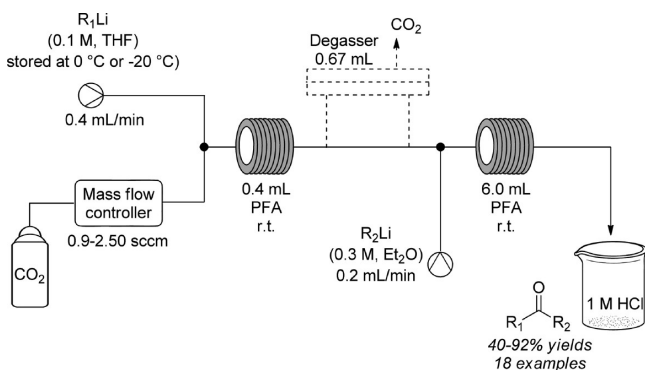 R₁Li
(0.1 M, THF)
stored at 0 °C or -20 °C)
0.4 mL/min
Mass flow
controller
0.9-2.50 sccm
CO₂
0.4 mL
PFA
r.t.
Degasser
0.67 mL
CO₂
R₂Li
(0.3 M, Et₂O)
0.2 mL/min
6.0 mL
PFA
r.t.
1 M HCl
O
R₁ R₂
40-92% yields
18 examples